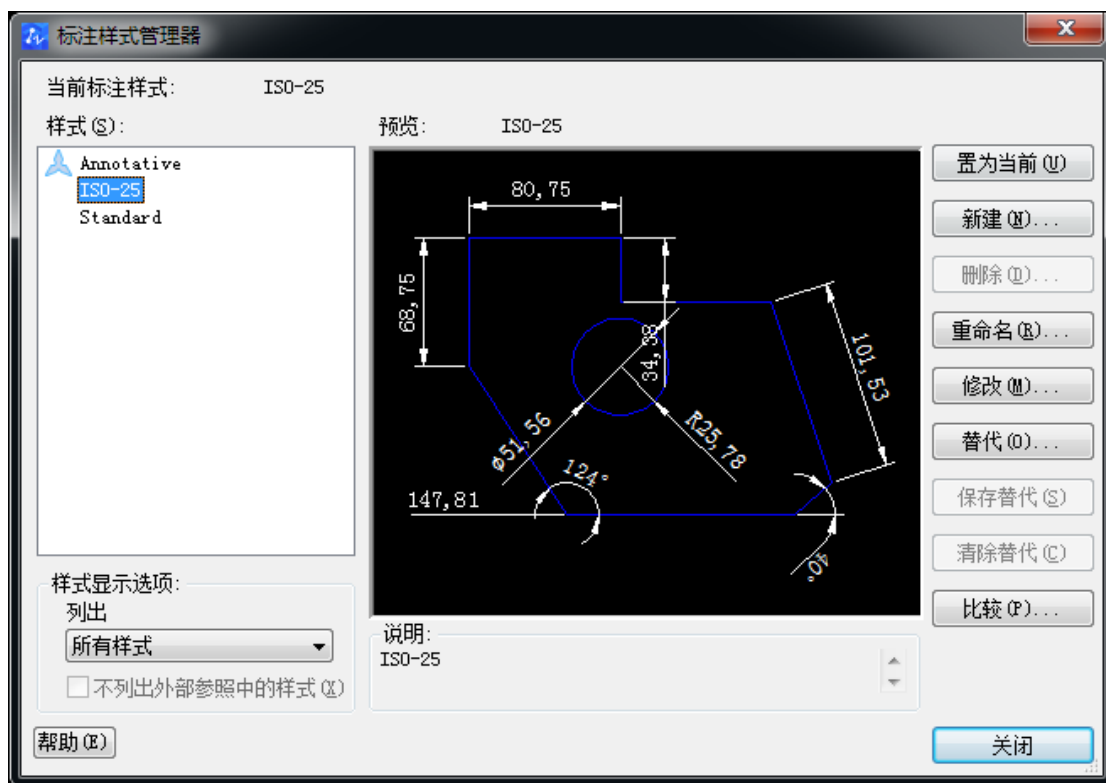 标注样式管理器
当前标注样式: ISO-25
样式(S):
Annotative
ISO-25
Standard
预览: ISO-25
80,75
68,75
34,38
101,53
ϕ51,56
R25,78
124°
147,81
40°
置为当前(U)
新建(N)...
删除(D)...
重命名(R)...
修改(M)...
替代(O)...
保存替代(S)
清除替代(C)
比较(P)...
样式显示选项:
列出
所有样式
不列出外部参照中的样式(X)
说明:
ISO-25
帮助(E)
关闭